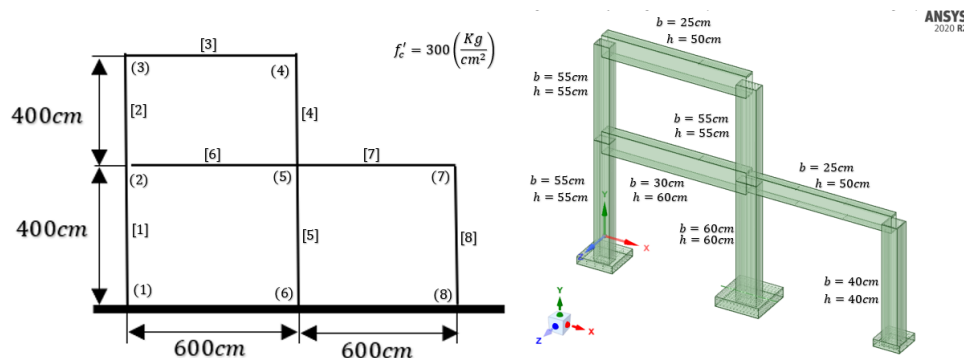 [3]
f'c = 300 (Kg/cm²)
(3)
(4)
400cm
[2]
[4]
[6]
[7]
(2)
(5)
(7)
400cm
[1]
[5]
[8]
(1)
(6)
(8)
600cm
600cm
ANSYS
2020 R2
b = 25cm
h = 50cm
b = 55cm
h = 55cm
b = 55cm
h = 55cm
b = 25cm
h = 50cm
b = 55cm
h = 55cm
b = 30cm
h = 60cm
b = 60cm
h = 60cm
b = 40cm
h = 40cm
Y
X
Z
Y
X
Z